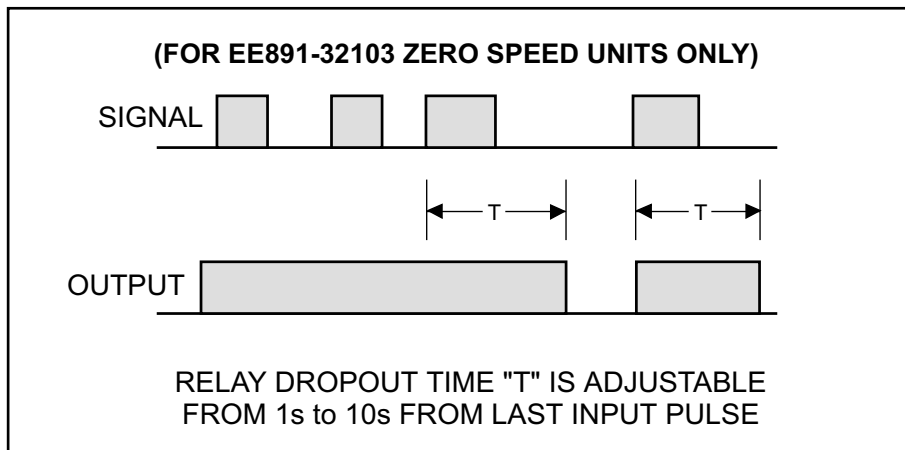 (FOR EE891-32103 ZERO SPEED UNITS ONLY)
SIGNAL
T
T
OUTPUT
RELAY DROPOUT TIME "T" IS ADJUSTABLE
FROM 1s to 10s FROM LAST INPUT PULSE